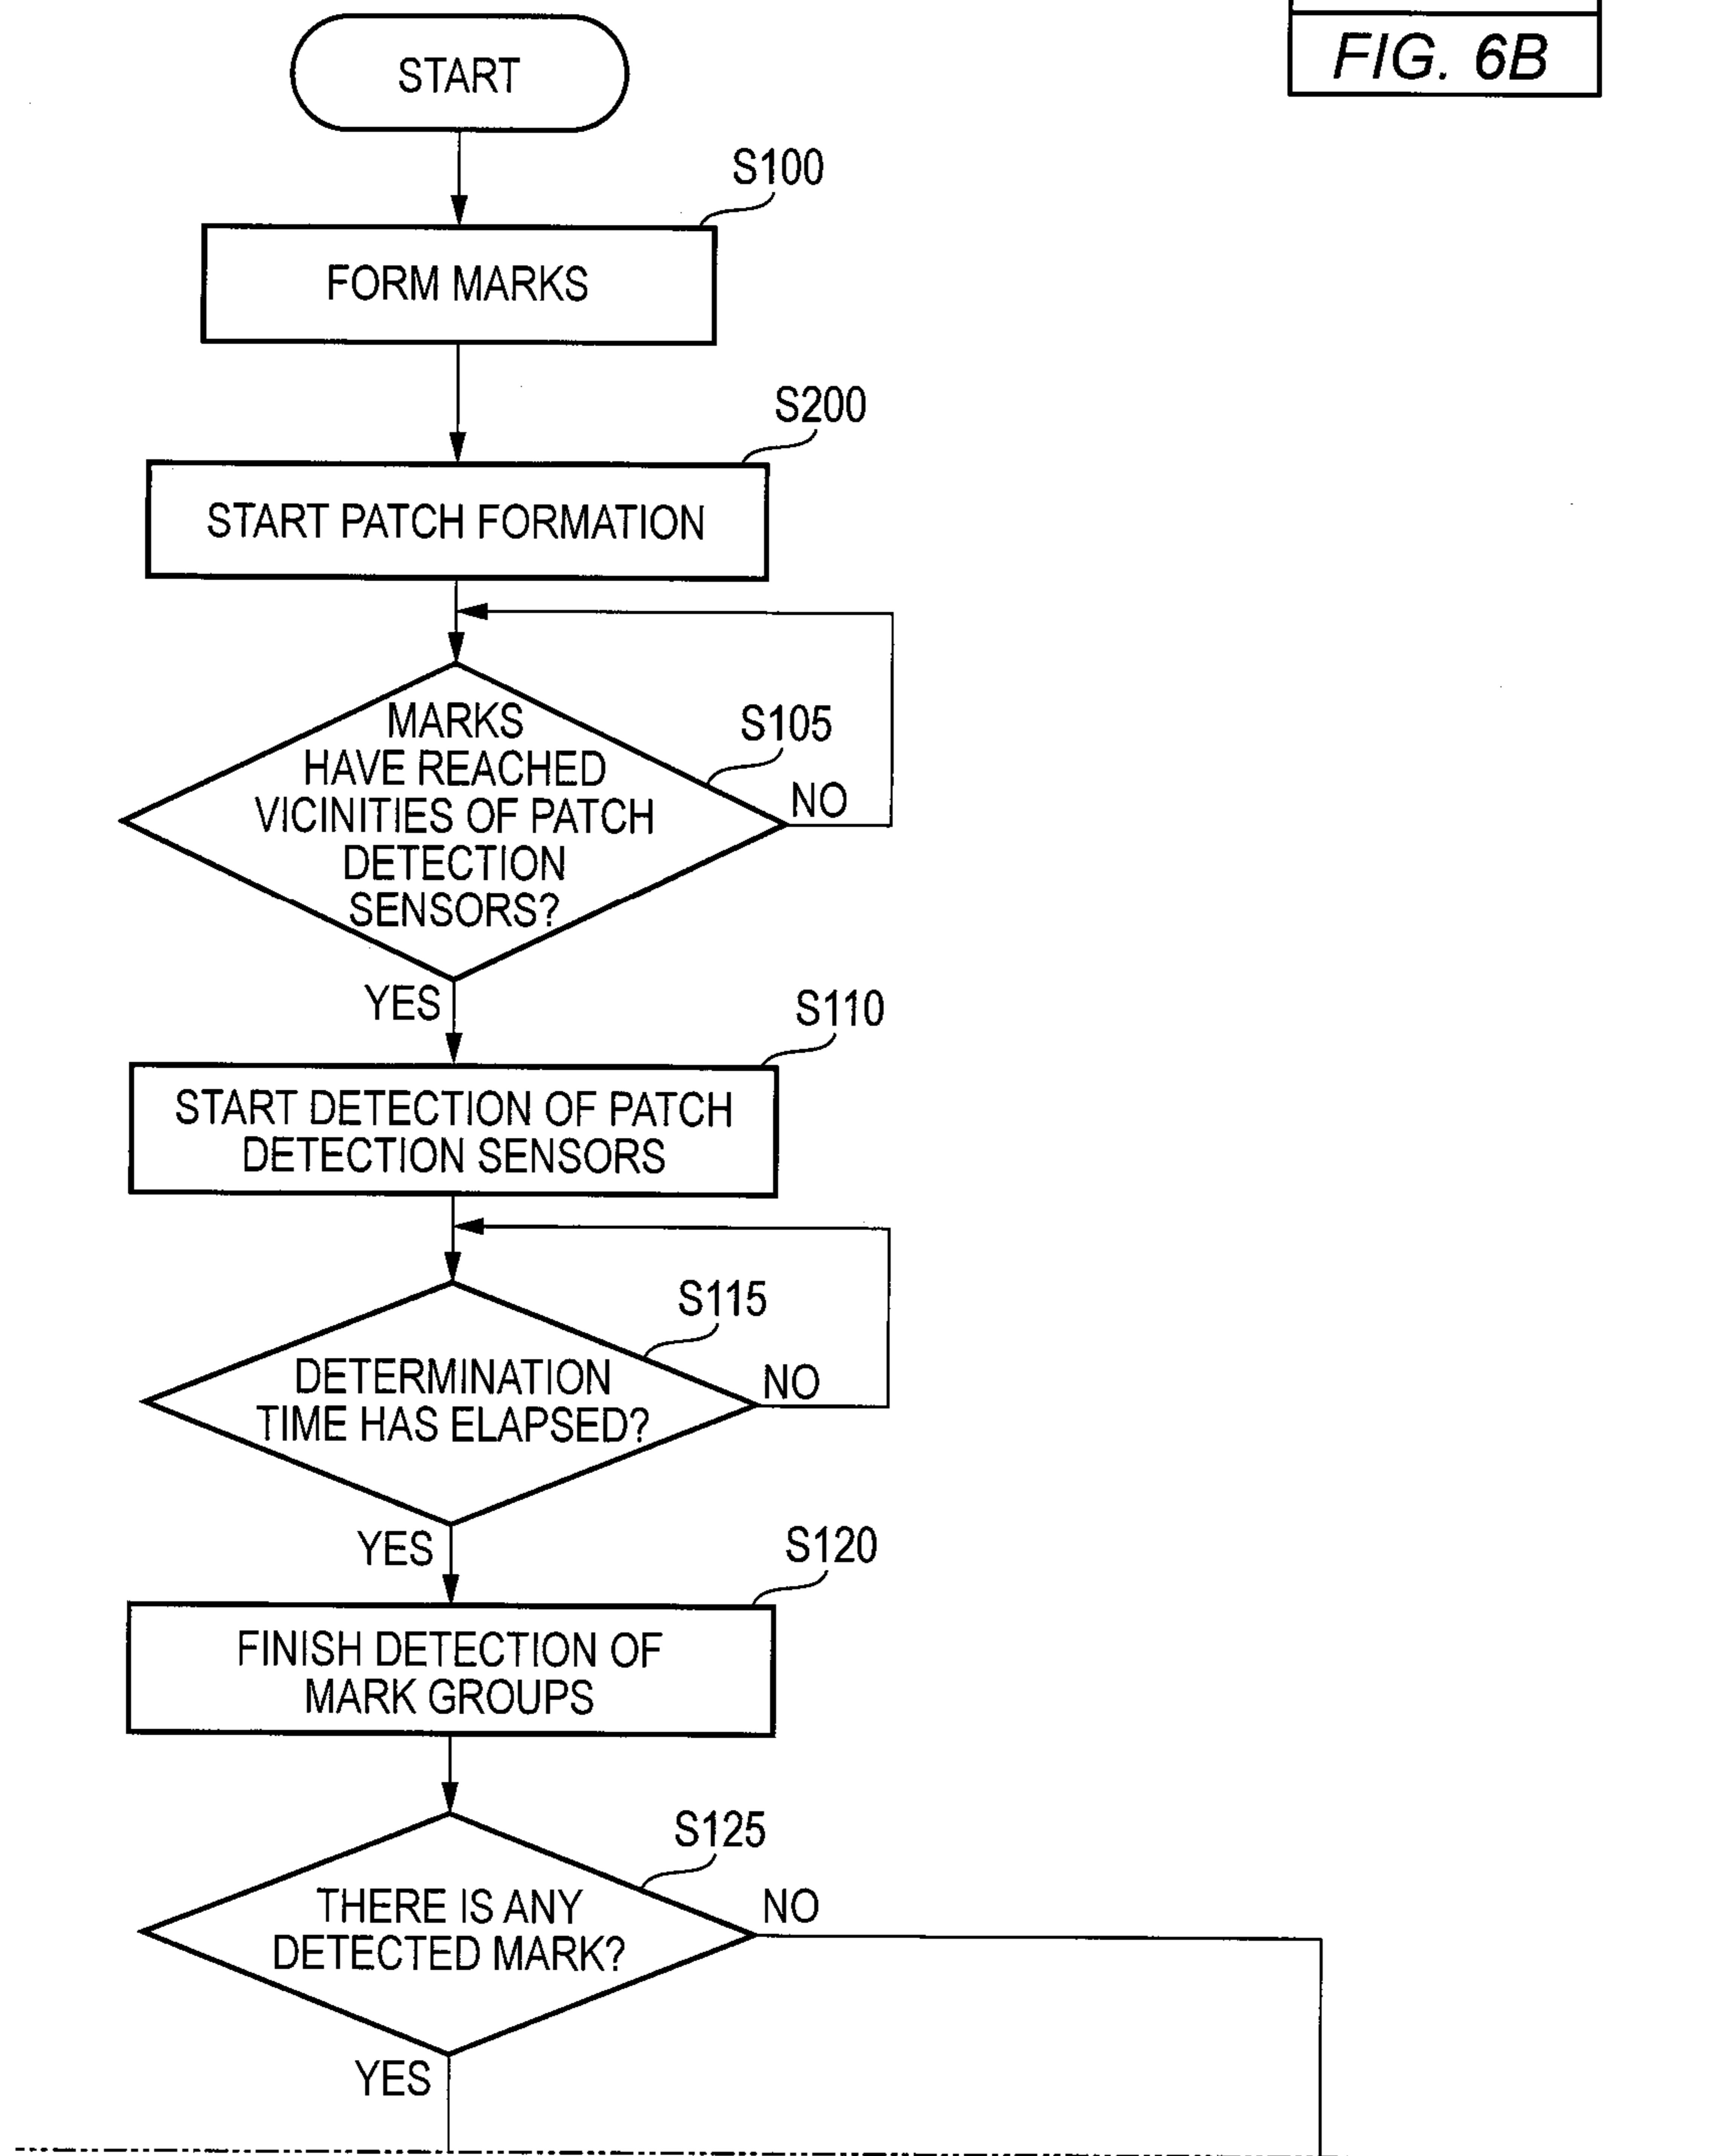 FIG. 6B
START
S100
FORM MARKS
S200
START PATCH FORMATION
MARKS
HAVE REACHED
VICINITIES OF PATCH
DETECTION
SENSORS?
S105
NO
YES
S110
START DETECTION OF PATCH
DETECTION SENSORS
S115
DETERMINATION
TIME HAS ELAPSED?
NO
YES
S120
FINISH DETECTION OF
MARK GROUPS
S125
THERE IS ANY
DETECTED MARK?
NO
YES